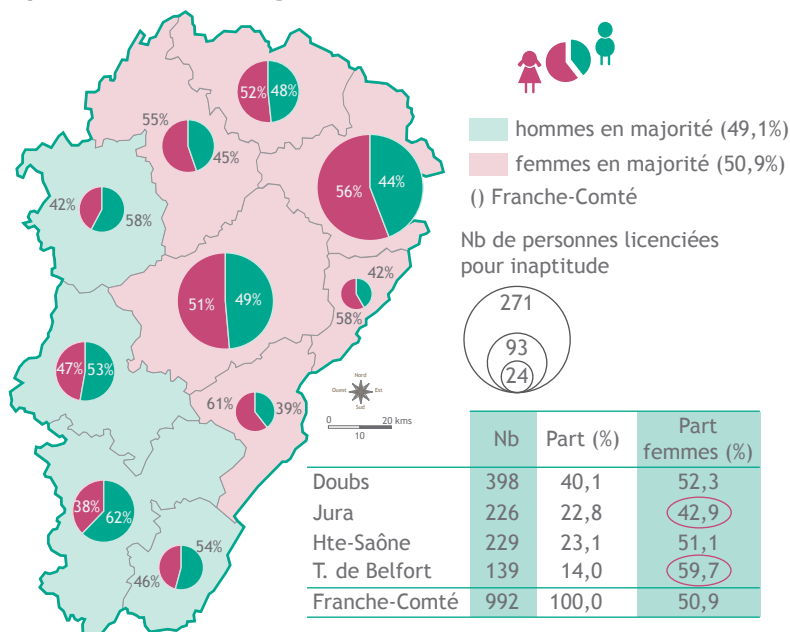 52% 48%
55%
45%
56% 44%
42%
58%
42%
58%
51% 49%
47% 53%
61% 39%
38%
62%
54%
46%
hommes en majorité (49,1%)
femmes en majorité (50,9%)
() Franche-Comté
Nb de personnes licenciées
pour inaptitude
271
93
24
Nord
Ouest Est
Sud
0 20 kms
10
Nb Part (%) Part femmes (%)
Doubs 398 40,1 52,3
Jura 226 22,8 42,9
Hte-Saône 229 23,1 51,1
T. de Belfort 139 14,0 59,7
Franche-Comté 992 100,0 50,9